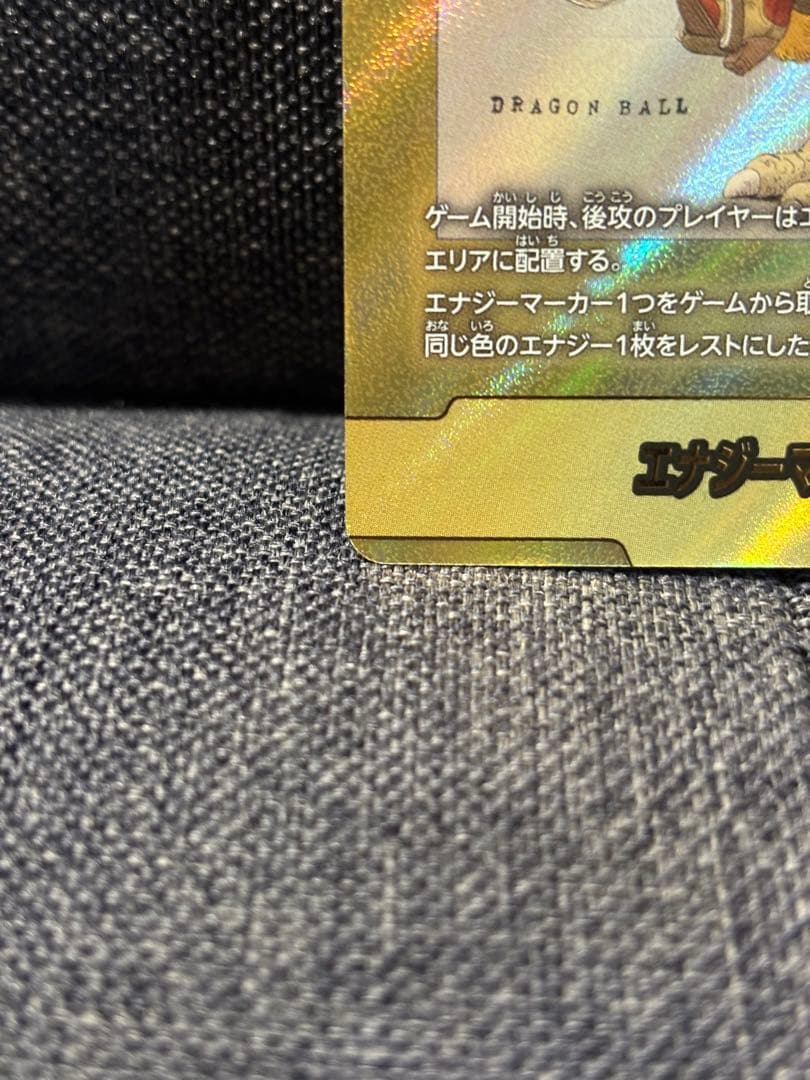 DRAGON BALL
ゲーム開始時、後攻のプレイヤーはエ
エリアに配置する。
エナジーマーカー1つをゲームから取
同じ色のエナジー1枚をレストにした
エナジーマ